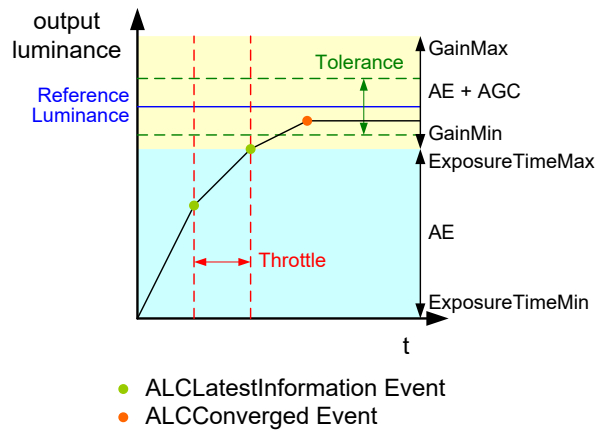 output
luminance
GainMax
Tolerance
AE + AGC
Reference
Luminance
GainMin
ExposureTimeMax
AE
Throttle
ExposureTimeMin
t
ALCLatestInformation Event
ALCConverged Event